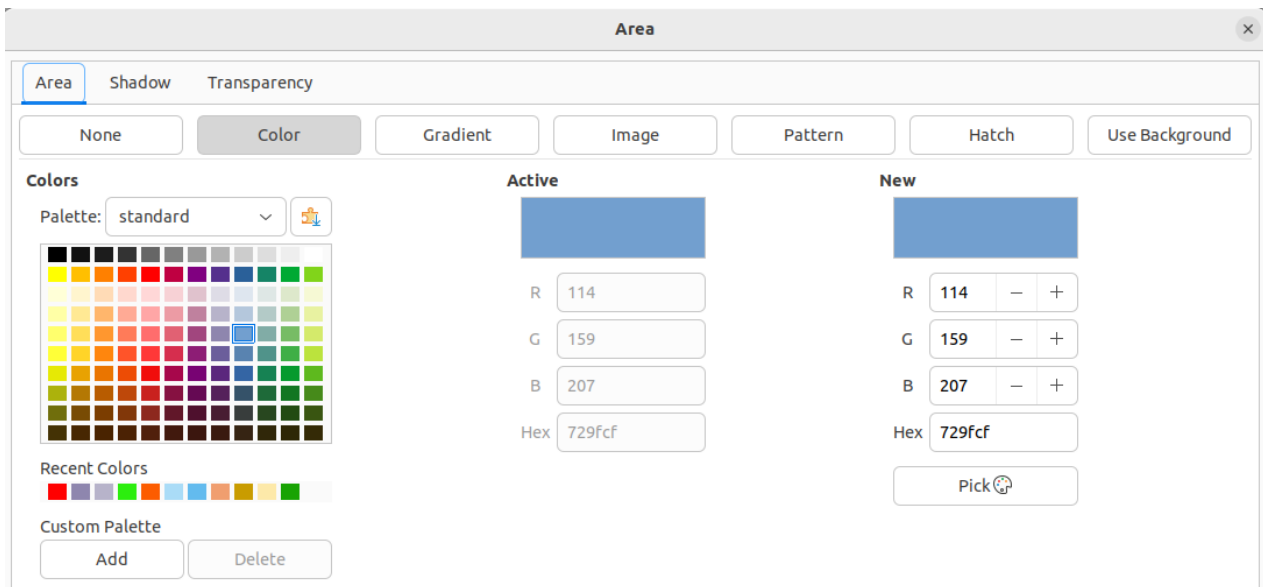 Area
Area Shadow Transparency
None Color Gradient Image Pattern Hatch Use Background
Colors Active New
Palette: standard
R 114 R 114 − +
G 159 G 159 − +
B 207 B 207 − +
Hex 729fcf Hex 729fcf
Recent Colors
Pick
Custom Palette
Add Delete